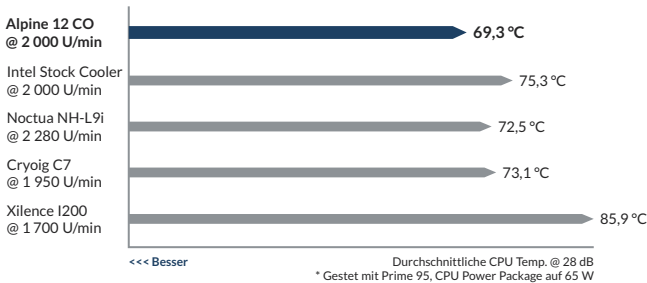 Alpine 12 CO
@ 2 000 U/min
69,3 °C
Intel Stock Cooler
@ 2 000 U/min
75,3 °C
Noctua NH-L9i
@ 2 280 U/min
72,5 °C
Cryoig C7
@ 1 950 U/min
73,1 °C
Xilence I200
@ 1 700 U/min
85,9 °C
<<< Besser
Durchschnittliche CPU Temp. @ 28 dB
* Gestet mit Prime 95, CPU Power Package auf 65 W